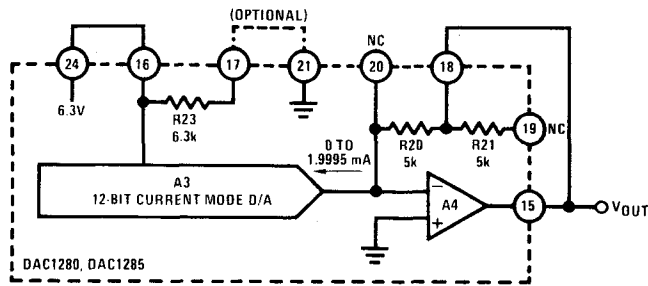 (OPTIONAL)
NC
24
16
17
21
20
18
6.3V
R23
6.3k
19
NC
0 TO
1.9995 mA
R20
5k
R21
5k
A3
12-BIT CURRENT MODE D/A
−
A4
+
15
VOUT
DAC1280, DAC1285